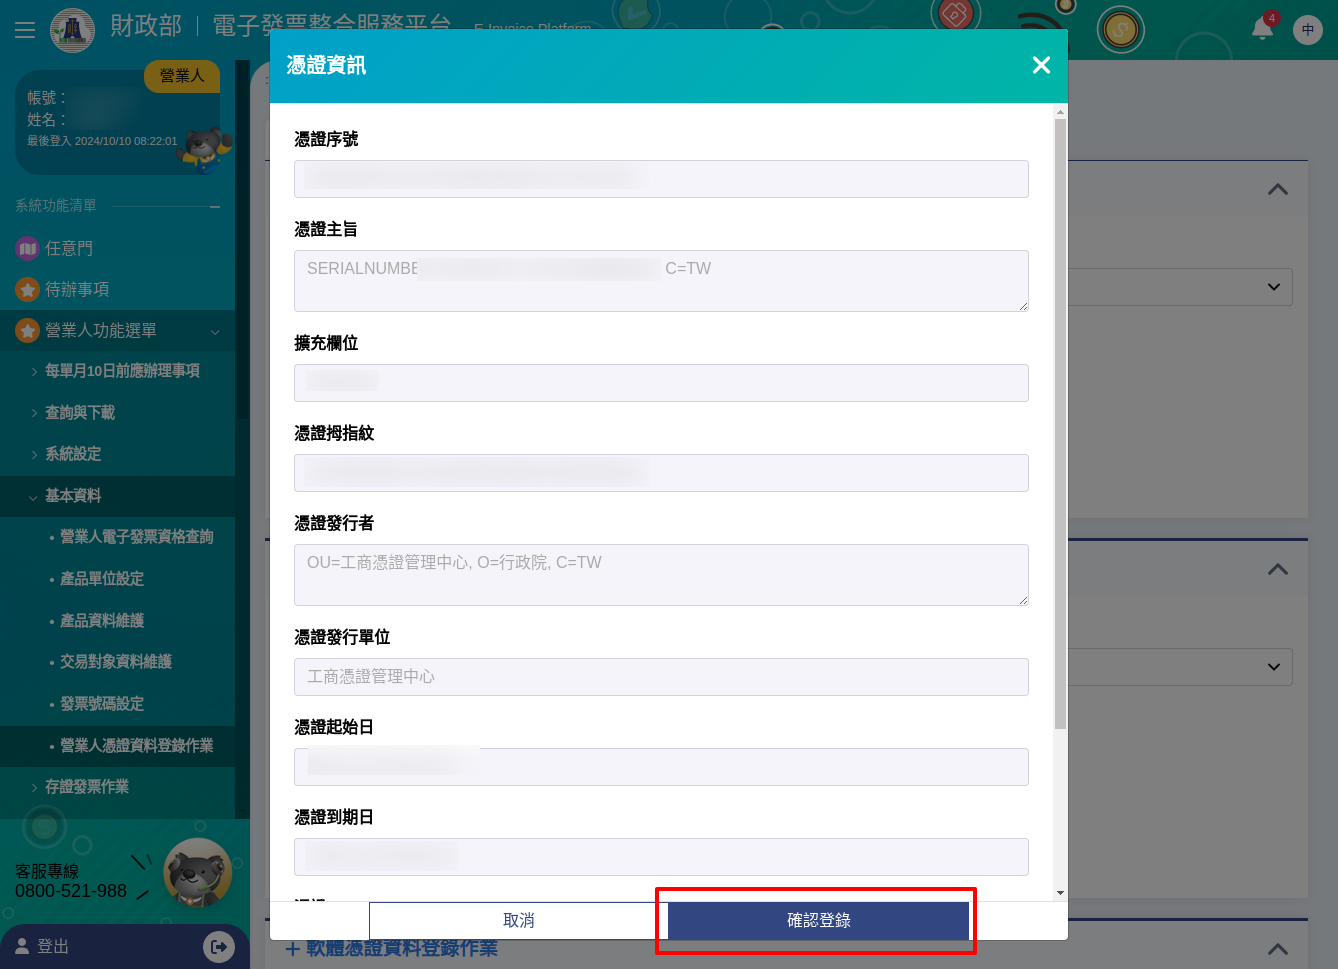 財政部
電子發票整合服務平台
E-Invoice Platform
4
中
營業人
帳號：
姓名：
最後登入 2024/10/10 08:22:01
系統功能清單
任意門
待辦事項
營業人功能選單
每單月10日前應辦理事項
查詢與下載
系統設定
基本資料
營業人電子發票資格查詢
產品單位設定
產品資料維護
交易對象資料維護
發票號碼設定
營業人憑證資料登錄作業
存證發票作業
客服專線
0800-521-988
登出
憑證資訊
憑證序號
憑證主旨
SERIALNUMBE C=TW
擴充欄位
憑證拇指紋
憑證發行者
OU=工商憑證管理中心, O=行政院, C=TW
憑證發行單位
工商憑證管理中心
憑證起始日
憑證到期日
取消
確認登錄
軟體憑證資料登錄作業